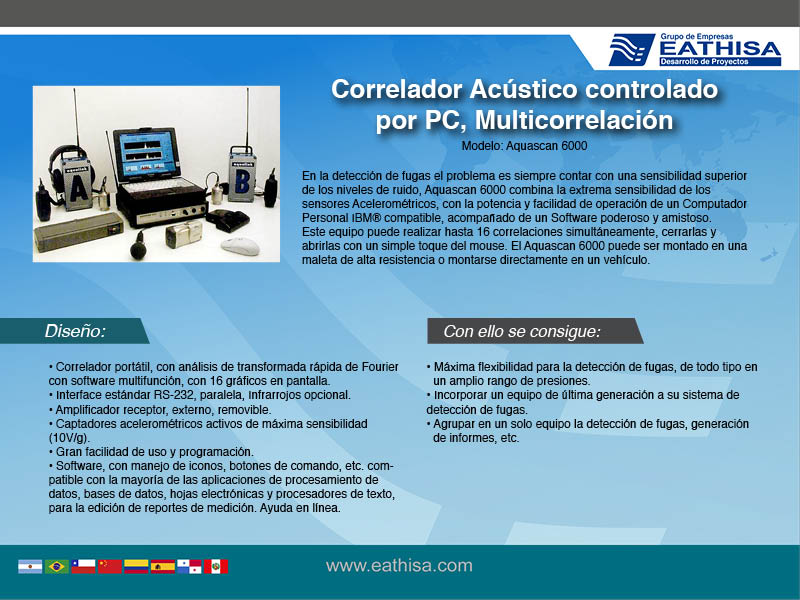 Grupo de Empresas
EATHISA
Desarrollo de Proyectos
Correlador Acústico controlado
por PC, Multicorrelación
Modelo: Aquascan 6000
A
B
En la detección de fugas el problema es siempre contar con una sensibilidad superior
de los niveles de ruido, Aquascan 6000 combina la extrema sensibilidad de los
sensores Acelerométricos, con la potencia y facilidad de operación de un Computador
Personal IBM® compatible, acompañado de un Software poderoso y amistoso.
Este equipo puede realizar hasta 16 correlaciones simultáneamente, cerrarlas y
abrirlas con un simple toque del mouse. El Aquascan 6000 puede ser montado en una
maleta de alta resistencia o montarse directamente en un vehículo.
Diseño:
• Correlador portátil, con análisis de transformada rápida de Fourier
con software multifunción, con 16 gráficos en pantalla.
• Interface estándar RS-232, paralela, Infrarrojos opcional.
• Amplificador receptor, externo, removible.
• Captadores acelerométricos activos de máxima sensibilidad
(10V/g).
• Gran facilidad de uso y programación.
• Software, con manejo de iconos, botones de comando, etc. com-
patible con la mayoría de las aplicaciones de procesamiento de
datos, bases de datos, hojas electrónicas y procesadores de texto,
para la edición de reportes de medición. Ayuda en línea.
Con ello se consigue:
• Máxima flexibilidad para la detección de fugas, de todo tipo en
un amplio rango de presiones.
• Incorporar un equipo de última generación a su sistema de
detección de fugas.
• Agrupar en un solo equipo la detección de fugas, generación
de informes, etc.
www.eathisa.com